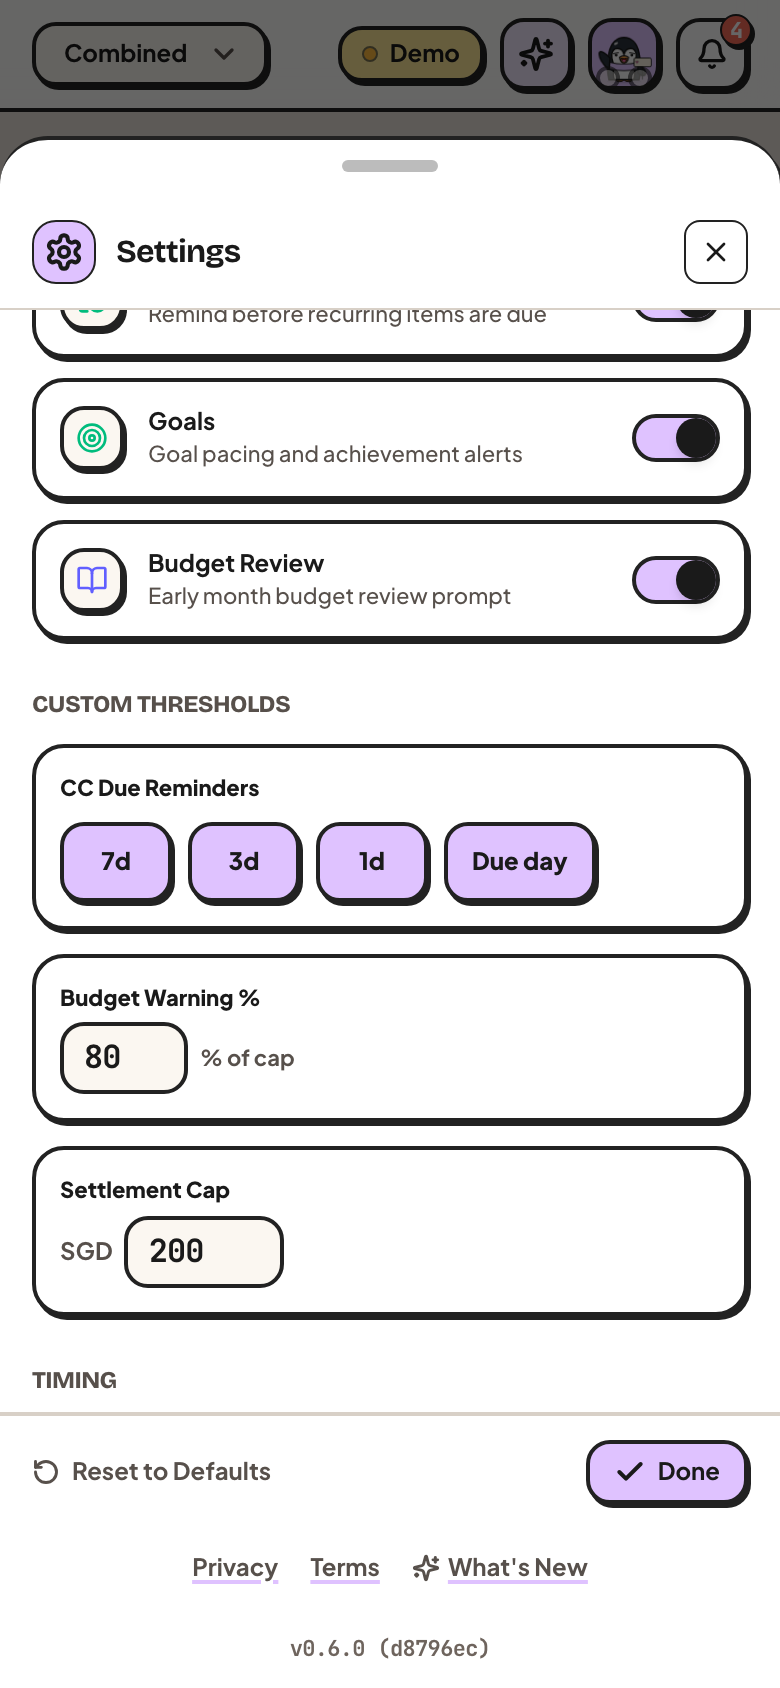 Combined
Demo
4
Settings
Remind before recurring items are due
Goals
Goal pacing and achievement alerts
Budget Review
Early month budget review prompt
CUSTOM THRESHOLDS
CC Due Reminders
7d 3d 1d Due day
Budget Warning %
80 % of cap
Settlement Cap
SGD 200
TIMING
Reset to Defaults
Done
Privacy Terms What's New
v0.6.0 (d8796ec)